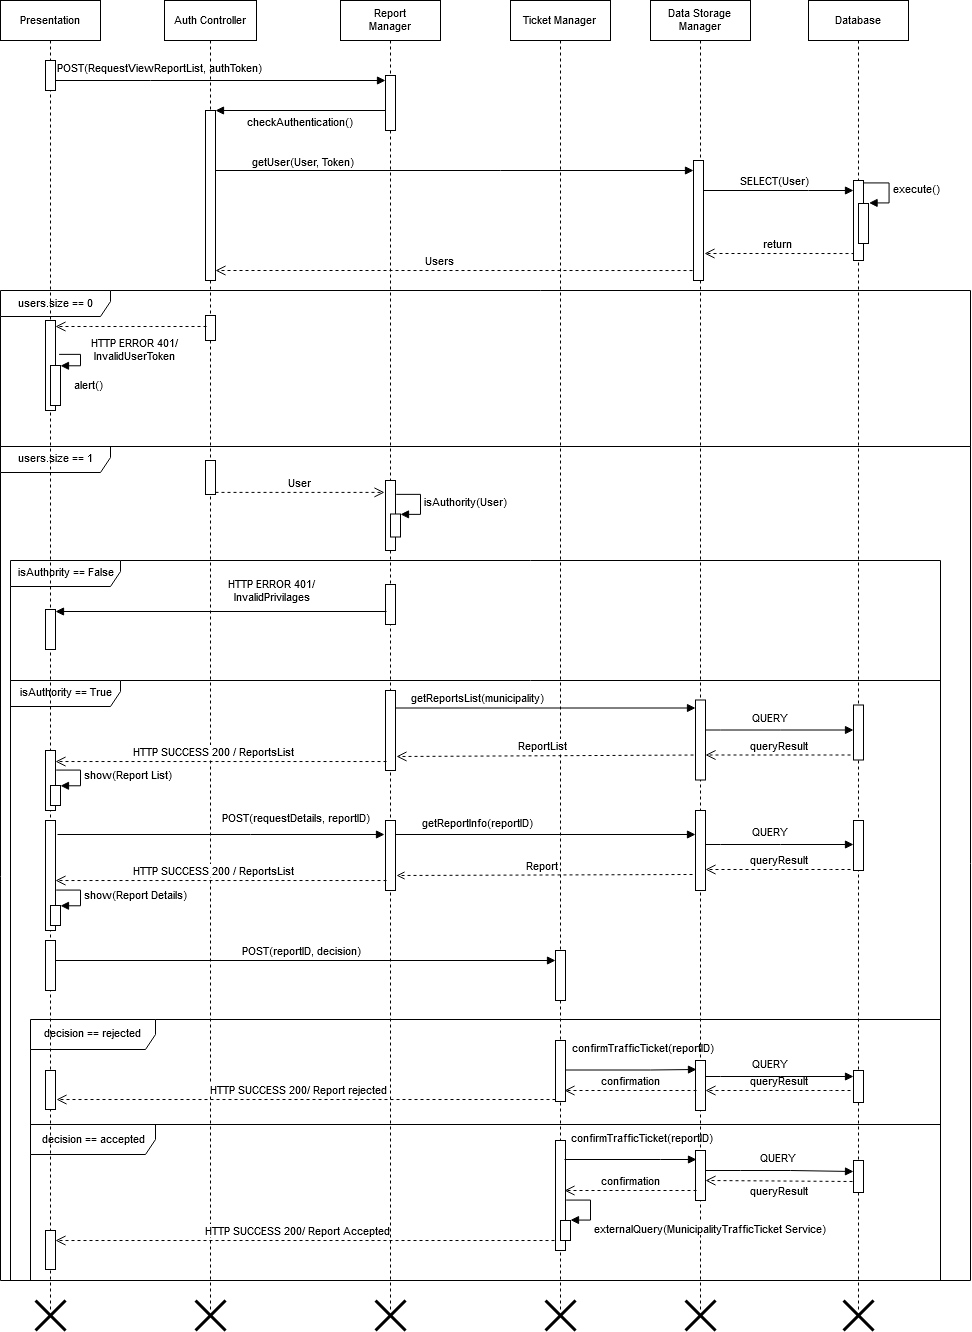 Presentation
Auth Controller
Report
Manager
Ticket Manager
Data Storage
Manager
Database
POST(RequestViewReportList, authToken)
checkAuthentication()
getUser(User, Token)
SELECT(User)
execute()
return
Users
users.size == 0
HTTP ERROR 401/
InvalidUserToken
alert()
users.size == 1
User
isAuthority(User)
isAuthority == False
HTTP ERROR 401/
InvalidPrivilages
isAuthority == True
getReportsList(municipality)
QUERY
queryResult
ReportList
HTTP SUCCESS 200 / ReportsList
show(Report List)
POST(requestDetails, reportID)
getReportInfo(reportID)
QUERY
queryResult
Report
HTTP SUCCESS 200 / ReportsList
show(Report Details)
POST(reportID, decision)
decision == rejected
confirmTrafficTicket(reportID)
QUERY
queryResult
confirmation
HTTP SUCCESS 200/ Report rejected
decision == accepted
confirmTrafficTicket(reportID)
QUERY
queryResult
confirmation
externalQuery(MunicipalityTrafficTicket Service)
HTTP SUCCESS 200/ Report Accepted